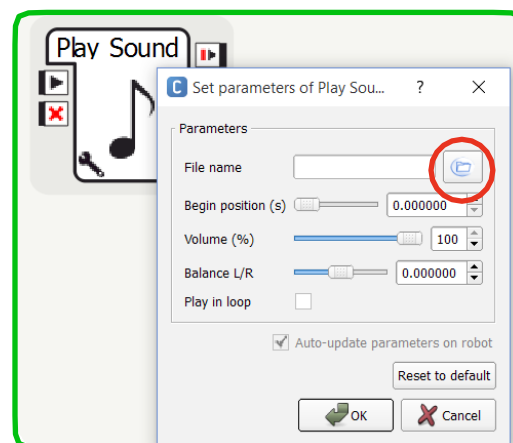 Play Sound
C Set parameters of Play Sou... ?
Parameters
File name
Begin position (s) 0.000000
Volume (%) 100
Balance L/R 0.000000
Play in loop
Auto-update parameters on robot
Reset to default
OK Cancel